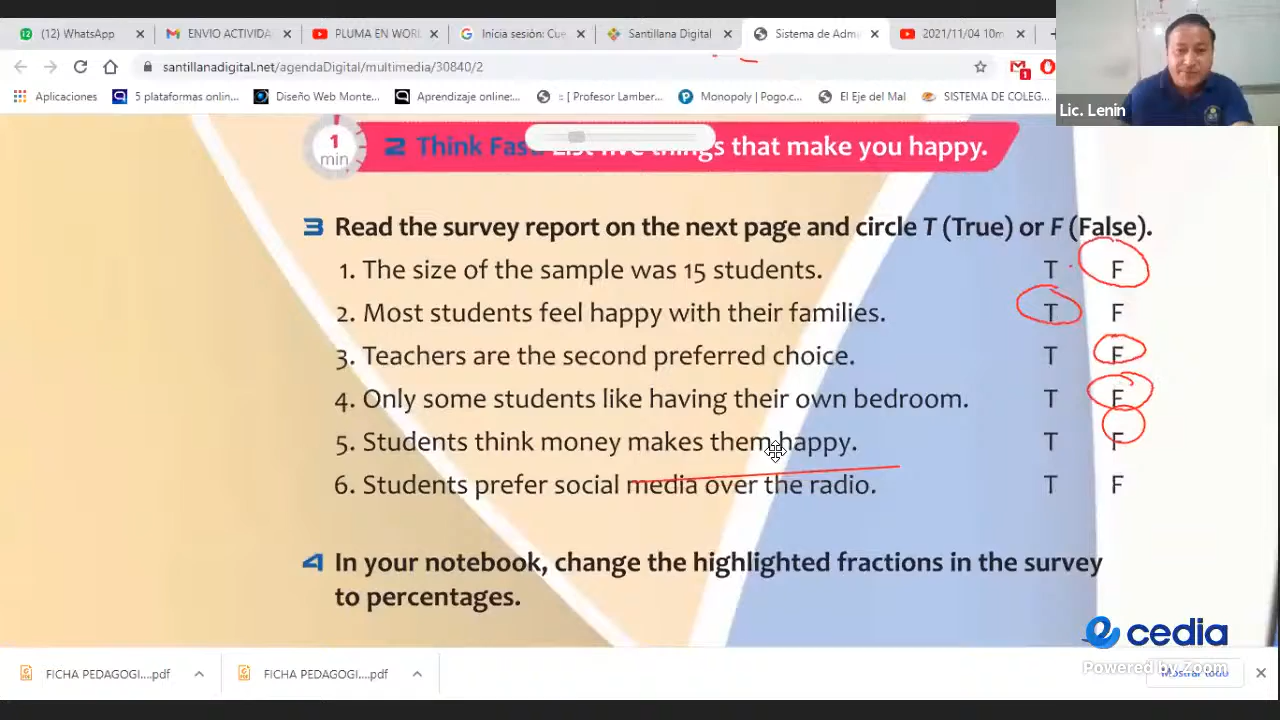 (12) WhatsApp
ENVIO ACTIVIDA
PLUMA EN WORL
Inicia sesión: Cue
Santillana Digital
Sistema de Admi
2021/11/04 10m
santillanadigital.net/agendaDigital/multimedia/30840/2
Aplicaciones
5 plataformas onlin...
Diseño Web Monte...
Aprendizaje online:...
:: [ Profesor Lamber...
Monopoly | Pogo.c...
El Eje del Mal
SISTEMA DE COLEG...
Lic. Lenin
1
min
2 Think Fas five things that make you happy.
3 Read the survey report on the next page and circle T (True) or F (False).
1. The size of the sample was 15 students. T F
2. Most students feel happy with their families. T F
3. Teachers are the second preferred choice. T F
4. Only some students like having their own bedroom. T F
5. Students think money makes them happy. T F
6. Students prefer social media over the radio. T F
4 In your notebook, change the highlighted fractions in the survey
to percentages.
cedia
Powered by Zoom
FICHA PEDAGOGI....pdf
FICHA PEDAGOGI....pdf
Mostrar todo